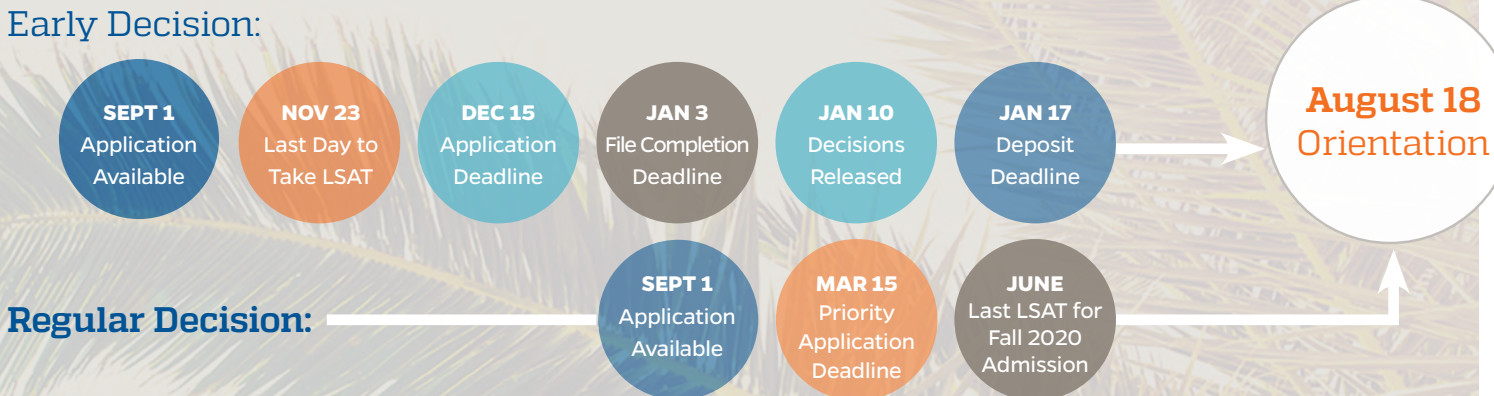 Early Decision:
SEPT 1
Application
Available
NOV 23
Last Day to
Take LSAT
DEC 15
Application
Deadline
JAN 3
File Completion
Deadline
JAN 10
Decisions
Released
JAN 17
Deposit
Deadline
August 18
Orientation
Regular Decision:
SEPT 1
Application
Available
MAR 15
Priority
Application
Deadline
JUNE
Last LSAT for
Fall 2020
Admission